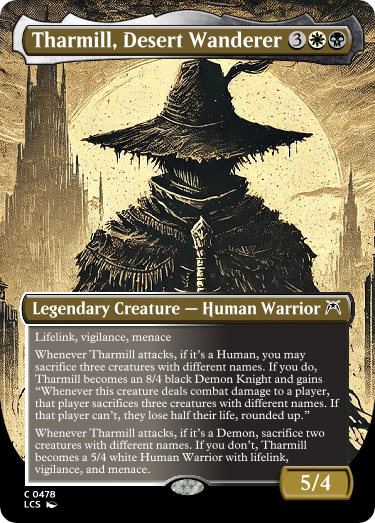 Tharmill, Desert Wanderer 3
Legendary Creature — Human Warrior
Lifelink, vigilance, menace
Whenever Tharmill attacks, if it's a Human, you may
sacrifice three creatures with different names. If you do,
Tharmill becomes an 8/4 black Demon Knight and gains
“Whenever this creature deals combat damage to a player,
that player sacrifices three creatures with different names. If
that player can't, they lose half their life, rounded up.”
Whenever Tharmill attacks, if it's a Demon, sacrifice two
creatures with different names. If you don't, Tharmill
becomes a 5/4 white Human Warrior with lifelink,
vigilance, and menace.
5/4
C 0478
LCS